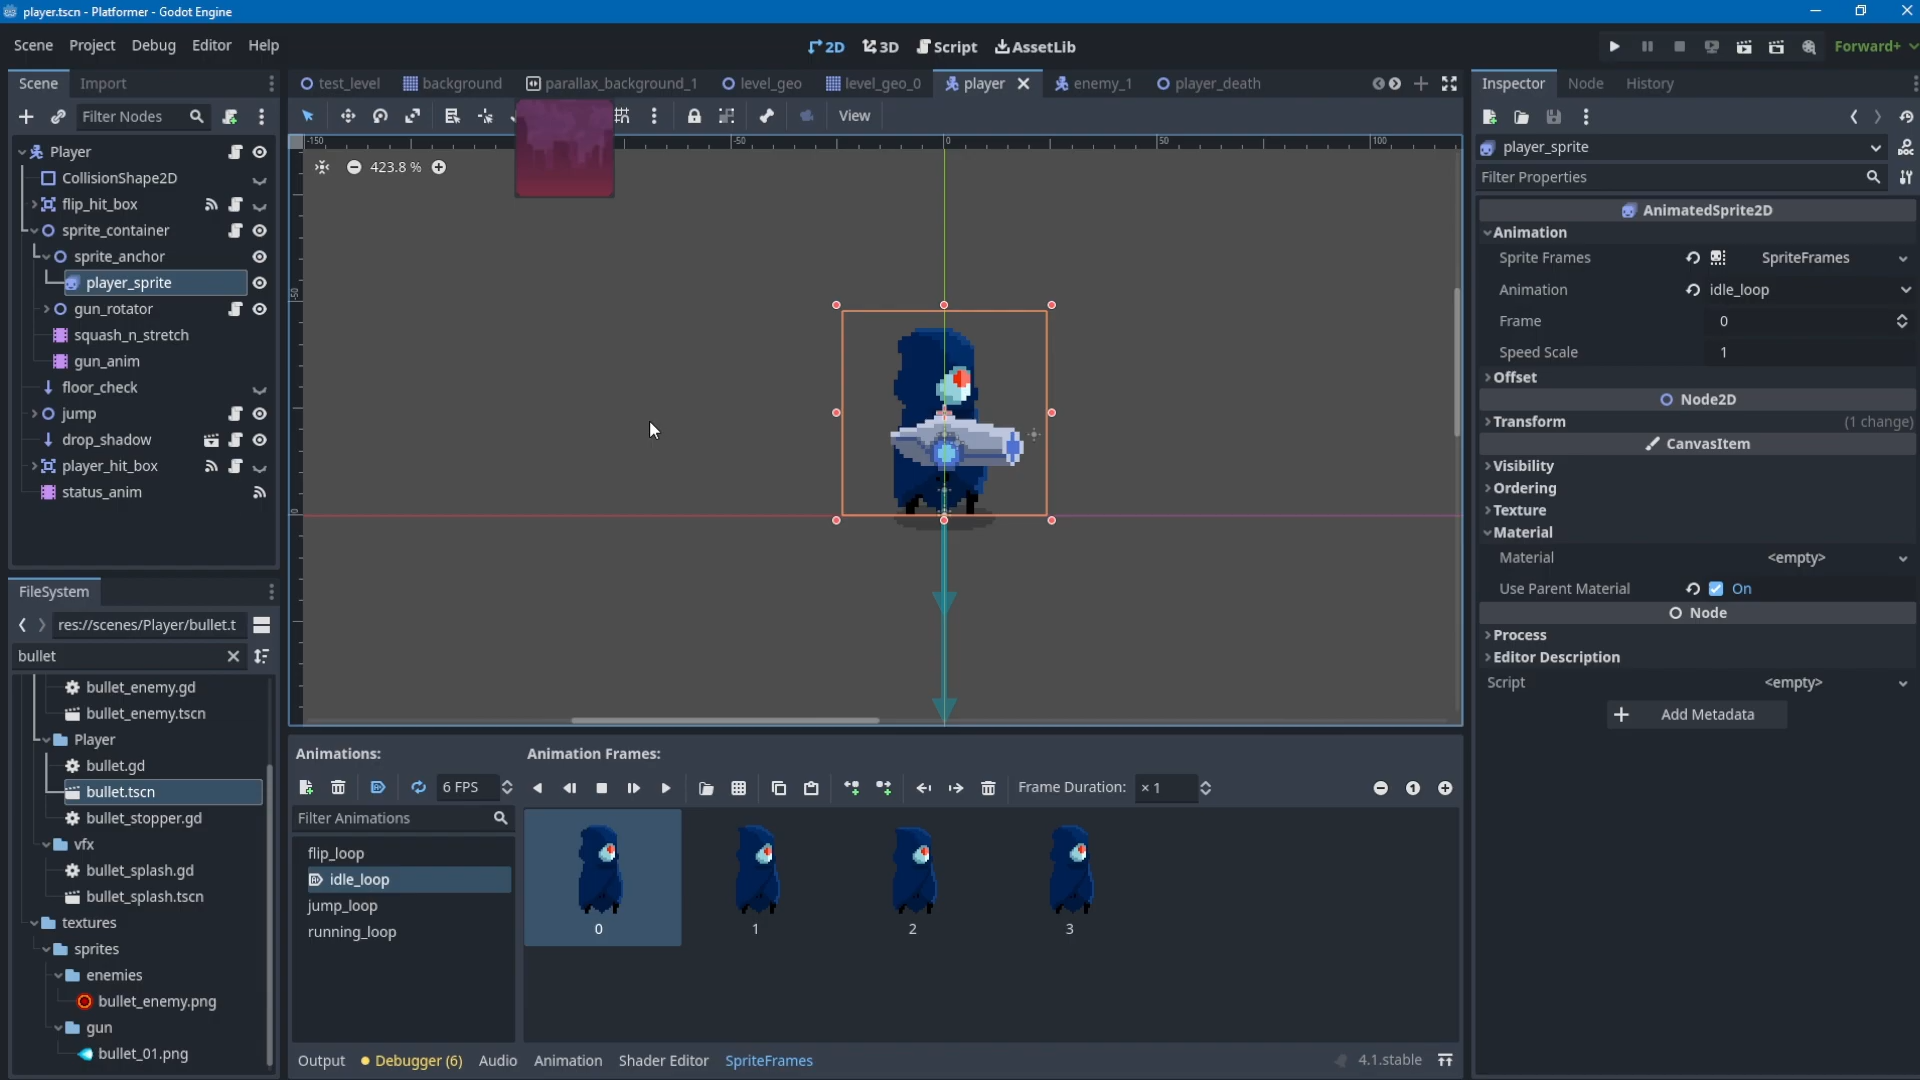 player.tscn - Platformer - Godot Engine
Scene Project Debug Editor Help
2D 3D Script AssetLib
Forward+
Scene Import
test_level background parallax_background_1 level_geo level_geo_0 player enemy_1 player_death
Inspector Node History
Filter Nodes
View
Player
CollisionShape2D
flip_hit_box
sprite_container
sprite_anchor
player_sprite
gun_rotator
squash_n_stretch
gun_anim
floor_check
jump
drop_shadow
player_hit_box
status_anim
-150 -50 0 50 100
423.8 %
-50
0
player_sprite
Filter Properties
AnimatedSprite2D
Animation
Sprite Frames SpriteFrames
Animation idle_loop
Frame 0
Speed Scale 1
Offset
Node2D
Transform (1 change)
CanvasItem
Visibility
Ordering
Texture
Material
Material <empty>
Use Parent Material On
Node
Process
Editor Description
Script <empty>
Add Metadata
FileSystem
res://scenes/Player/bullet.t
bullet
bullet_enemy.gd
bullet_enemy.tscn
Player
bullet.gd
bullet.tscn
bullet_stopper.gd
vfx
bullet_splash.gd
bullet_splash.tscn
textures
sprites
enemies
bullet_enemy.png
gun
bullet_01.png
Animations:
6 FPS
Filter Animations
flip_loop
idle_loop
jump_loop
running_loop
Animation Frames:
Frame Duration: × 1
0 1 2 3
Output Debugger (6) Audio Animation Shader Editor SpriteFrames
4.1.stable